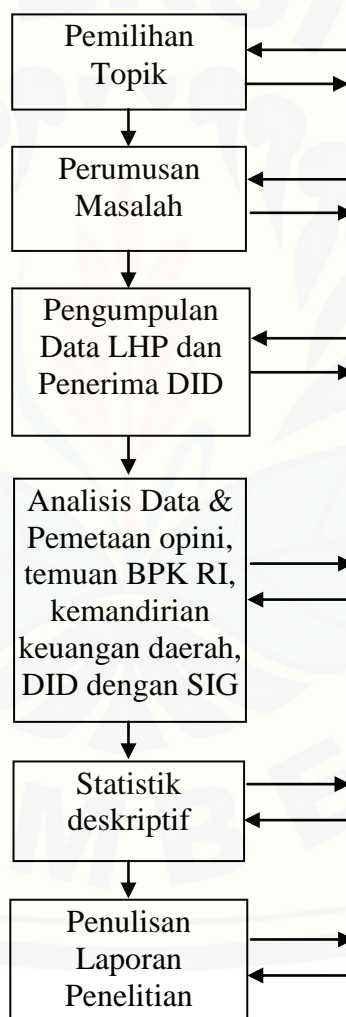 Pemilihan
Topik
Perumusan
Masalah
Pengumpulan
Data LHP dan
Penerima DID
Analisis Data &
Pemetaan opini,
temuan BPK RI,
kemandirian
keuangan daerah,
DID dengan SIG
Statistik
deskriptif
Penulisan
Laporan
Penelitian